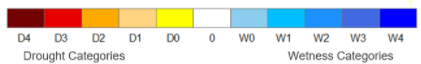 D4 D3 D2 D1 D0 0 W0 W1 W2 W3 W4
Drought Categories Wetness Categories